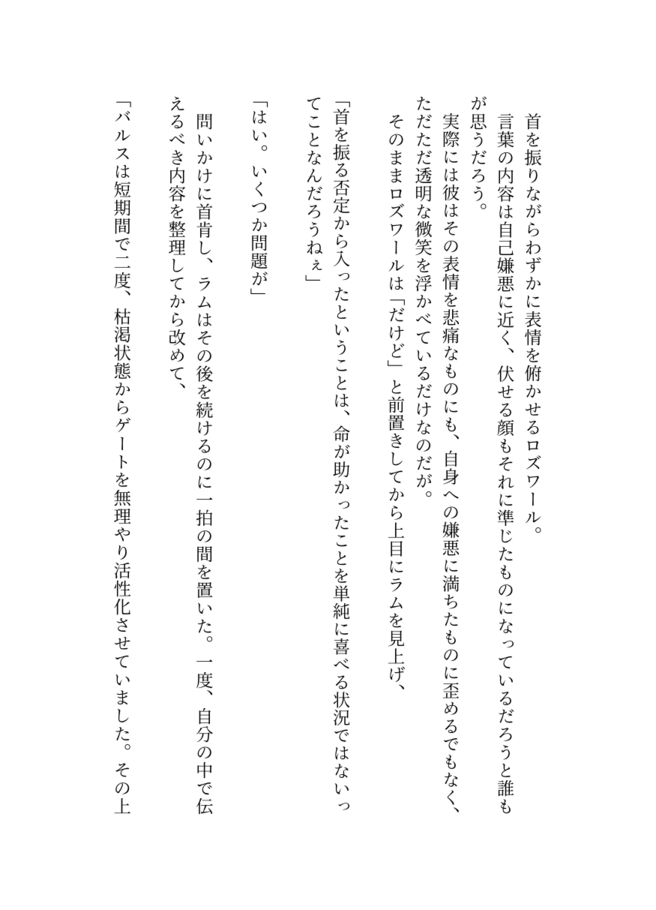 首を振りながらわずかに表情を俯かせるロズワール。
言葉の内容は自己嫌悪に近く、伏せる顔もそれに準じたものになっているだろうと誰も
が思うだろう。
実際には彼はその表情を悲痛なものにも、自身への嫌悪に満ちたものに歪めるでもなく、
ただただ透明な微笑を浮かべているだけなのだが。
そのままロズワールは「だけど」と前置きしてから上目にラムを見上げ、
「首を振る否定から入ったということは、命が助かったことを単純に喜べる状況ではないっ
てことなんだろうねぇ」
「はい。いくつか問題が」
問いかけに首肯し、ラムはその後を続けるのに一拍の間を置いた。一度、自分の中で伝
えるべき内容を整理してから改めて、
「バルスは短期間で二度、枯渇状態からゲートを無理やり活性化させていました。その上